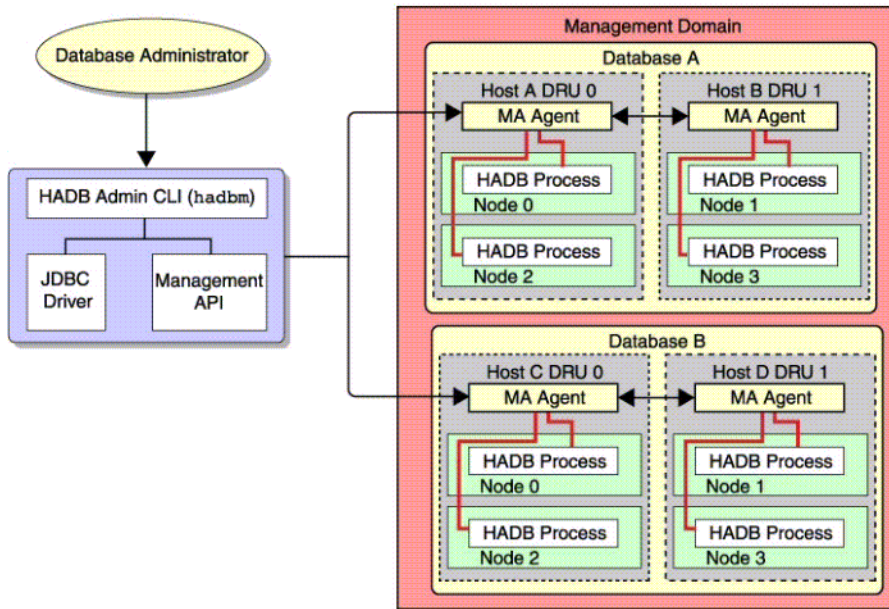 Database Administrator
HADB Admin CLI (hadbm)
JDBC
Driver
Management
API
Management Domain
Database A
Host A DRU 0
MA Agent
HADB Process
Node 0
HADB Process
Node 2
Host B DRU 1
MA Agent
HADB Process
Node 1
HADB Process
Node 3
Database B
Host C DRU 0
MA Agent
HADB Process
Node 0
HADB Process
Node 2
Host D DRU 1
MA Agent
HADB Process
Node 1
HADB Process
Node 3